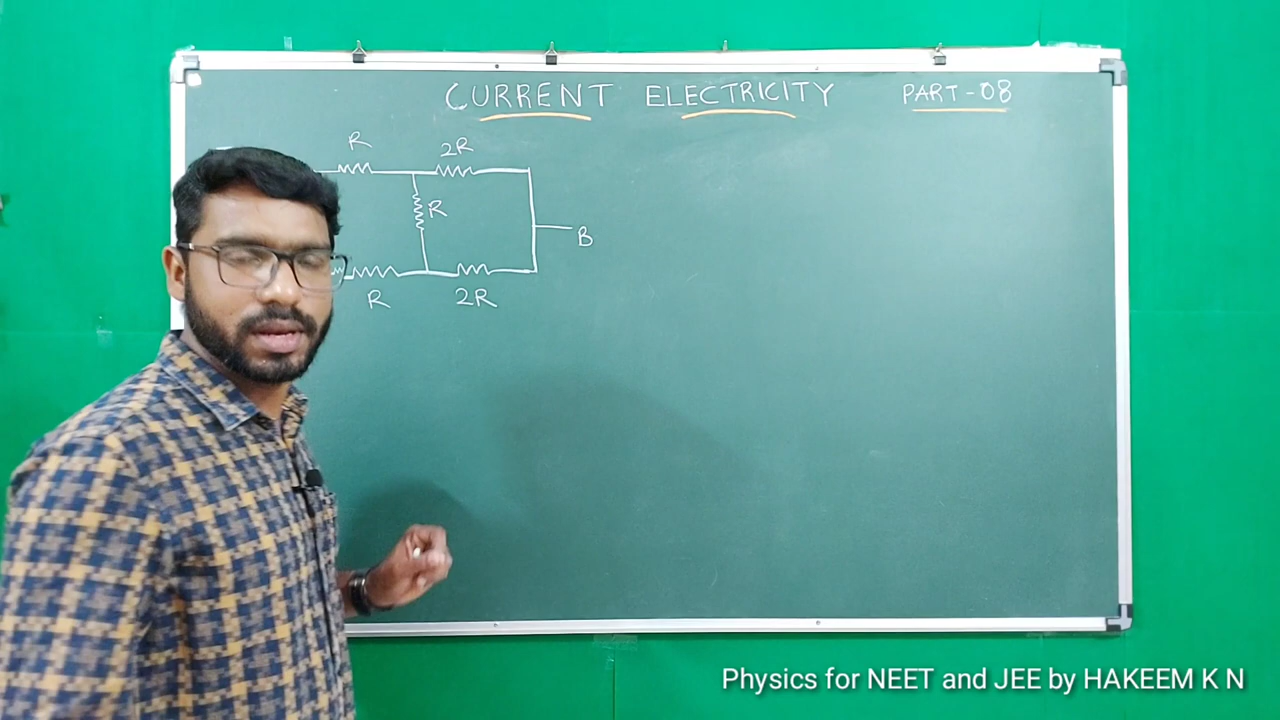 CURRENT ELECTRICITY PART-08
R 2R
R
B
R 2R
Physics for NEET and JEE by HAKEEM K N